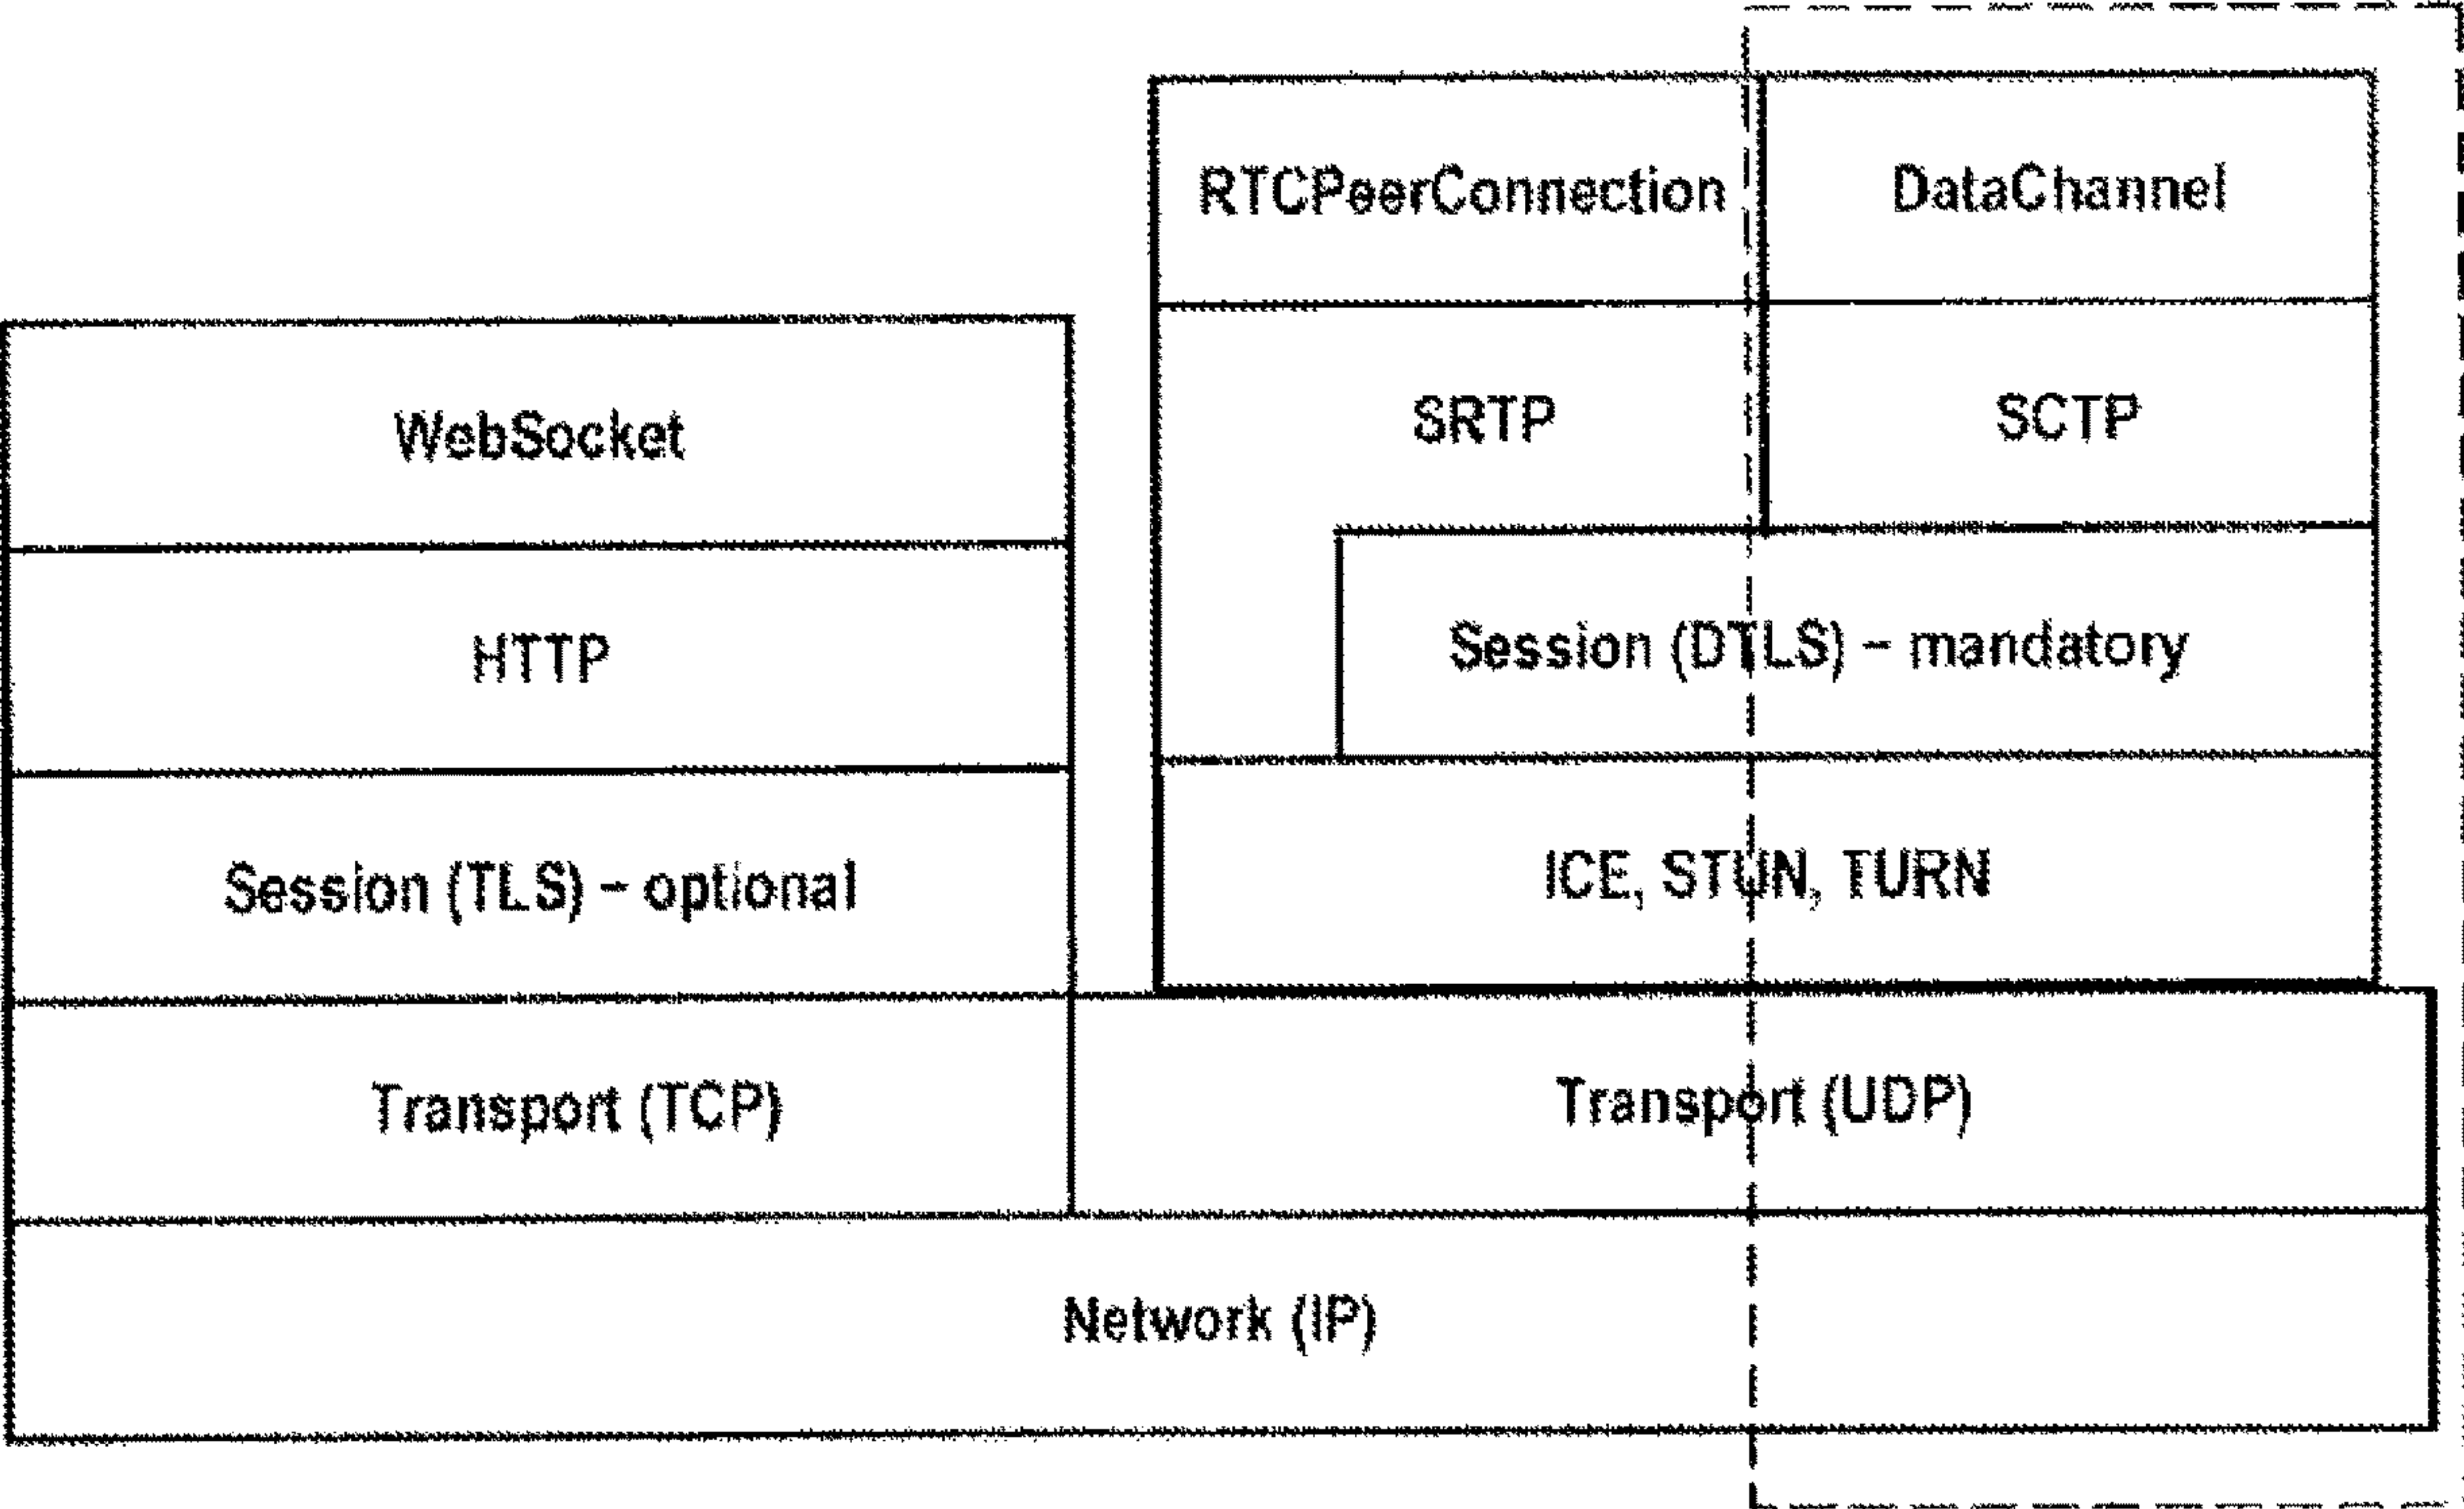 RTCPeerConnection
DataChannel
WebSocket
SRTP
SCTP
HTTP
Session (DTLS) – mandatory
Session (TLS) – optional
ICE, STUN, TURN
Transport (TCP)
Transport (UDP)
Network (IP)